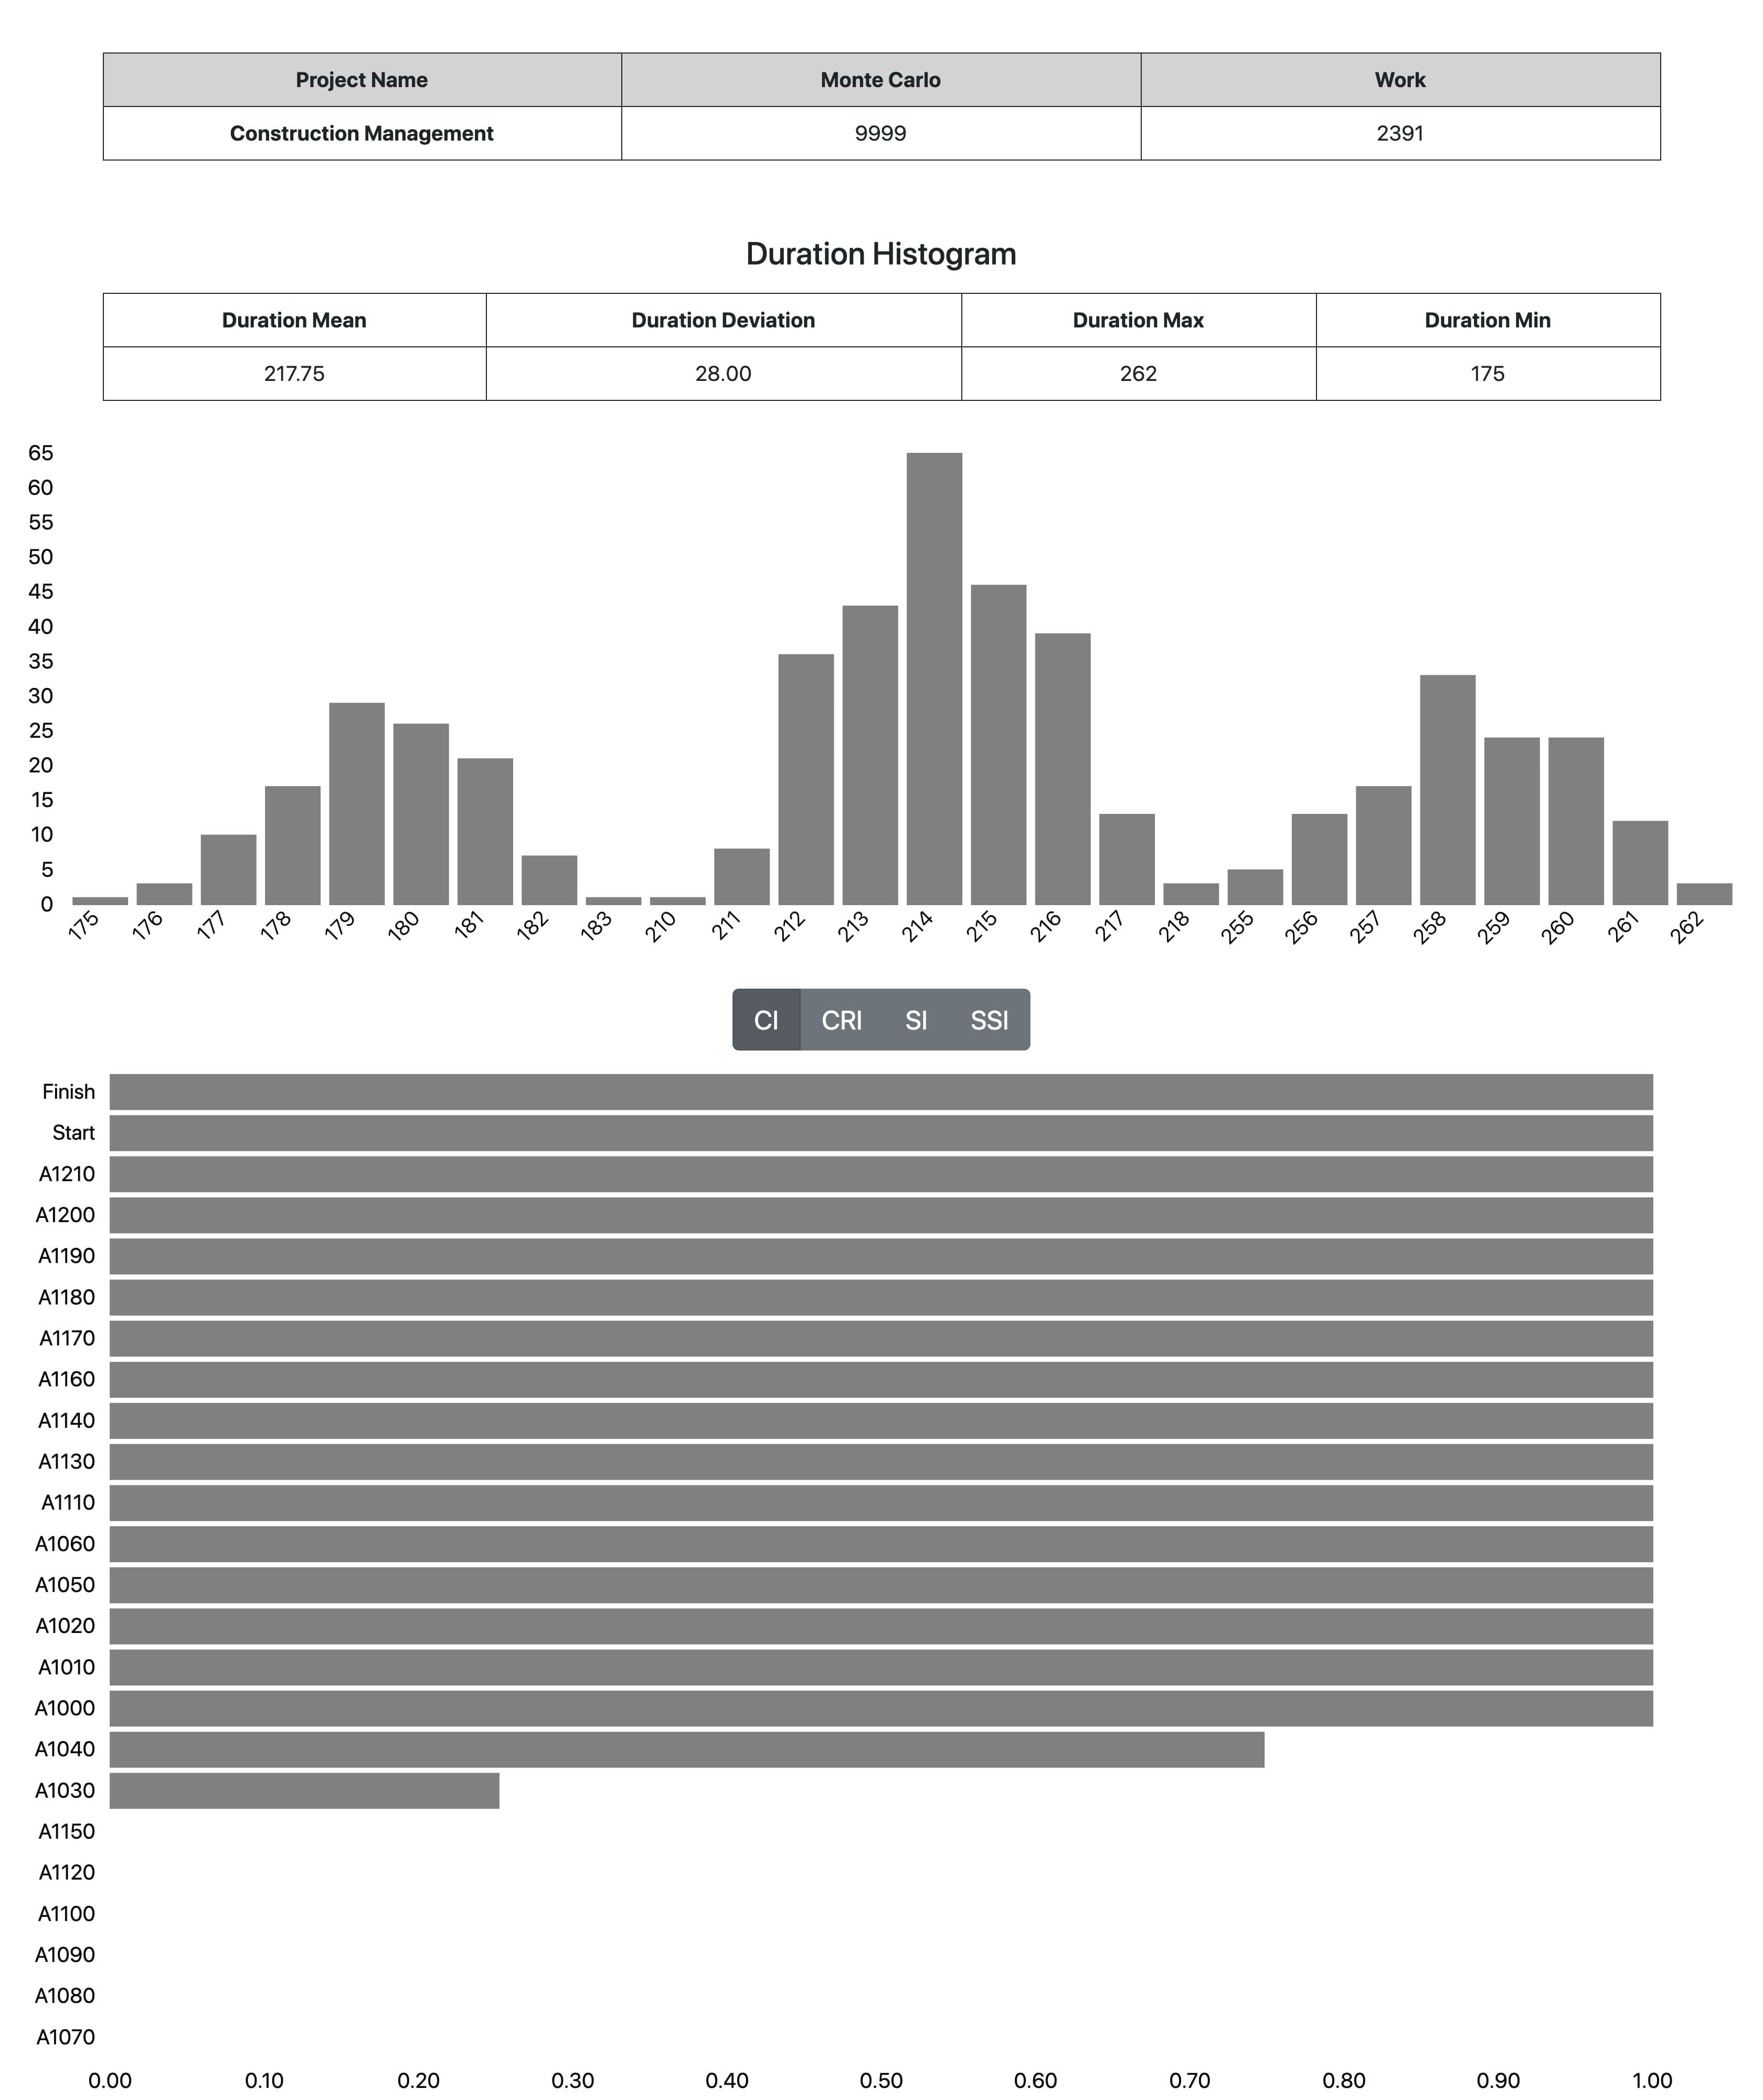 Project Name Monte Carlo Work
Construction Management 9999 2391
Duration Histogram
Duration Mean Duration Deviation Duration Max Duration Min
217.75 28.00 262 175
65
60
55
50
45
40
35
30
25
20
15
10
5
0
175 176 177 178 179 180 181 182 183 210 211 212 213 214 215 216 217 218 255 256 257 258 259 260 261 262
CI CRI SI SSI
Finish
Start
A1210
A1200
A1190
A1180
A1170
A1160
A1140
A1130
A1110
A1060
A1050
A1020
A1010
A1000
A1040
A1030
A1150
A1120
A1100
A1090
A1080
A1070
0.00 0.10 0.20 0.30 0.40 0.50 0.60 0.70 0.80 0.90 1.00